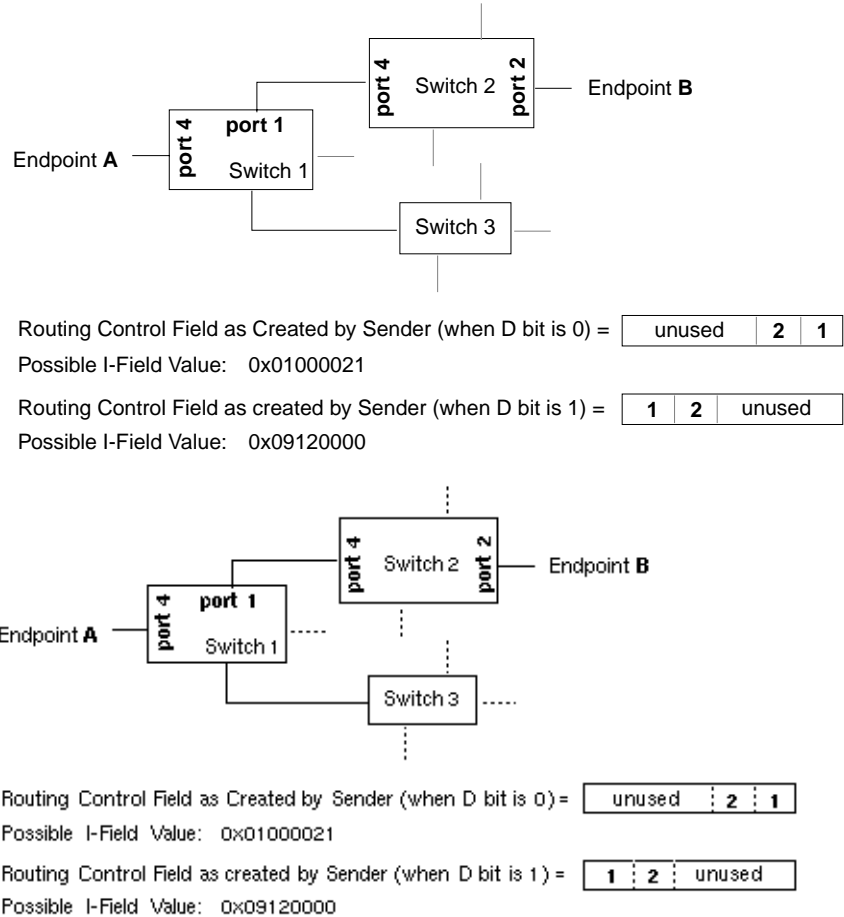 port 4
Switch 2
port 2
Endpoint B
port 4
port 1
Endpoint A
Switch 1
Switch 3
Routing Control Field as Created by Sender (when D bit is 0) = unused 2 1
Possible I-Field Value: 0x01000021
Routing Control Field as created by Sender (when D bit is 1) = 1 2 unused
Possible I-Field Value: 0x09120000
port 4
Switch 2
port 2
Endpoint B
port 4
port 1
Endpoint A
Switch 1
Switch 3
Routing Control Field as Created by Sender (when D bit is 0) = unused 2 1
Possible I-Field Value: 0x01000021
Routing Control Field as created by Sender (when D bit is 1) = 1 2 unused
Possible I-Field Value: 0x09120000